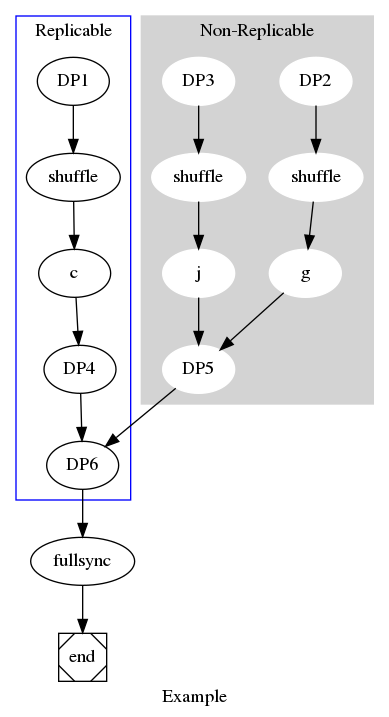 Replicable
Non-Replicable
DP1
DP3
DP2
shuffle
shuffle
shuffle
c
j
g
DP4
DP5
DP6
fullsync
end
Example